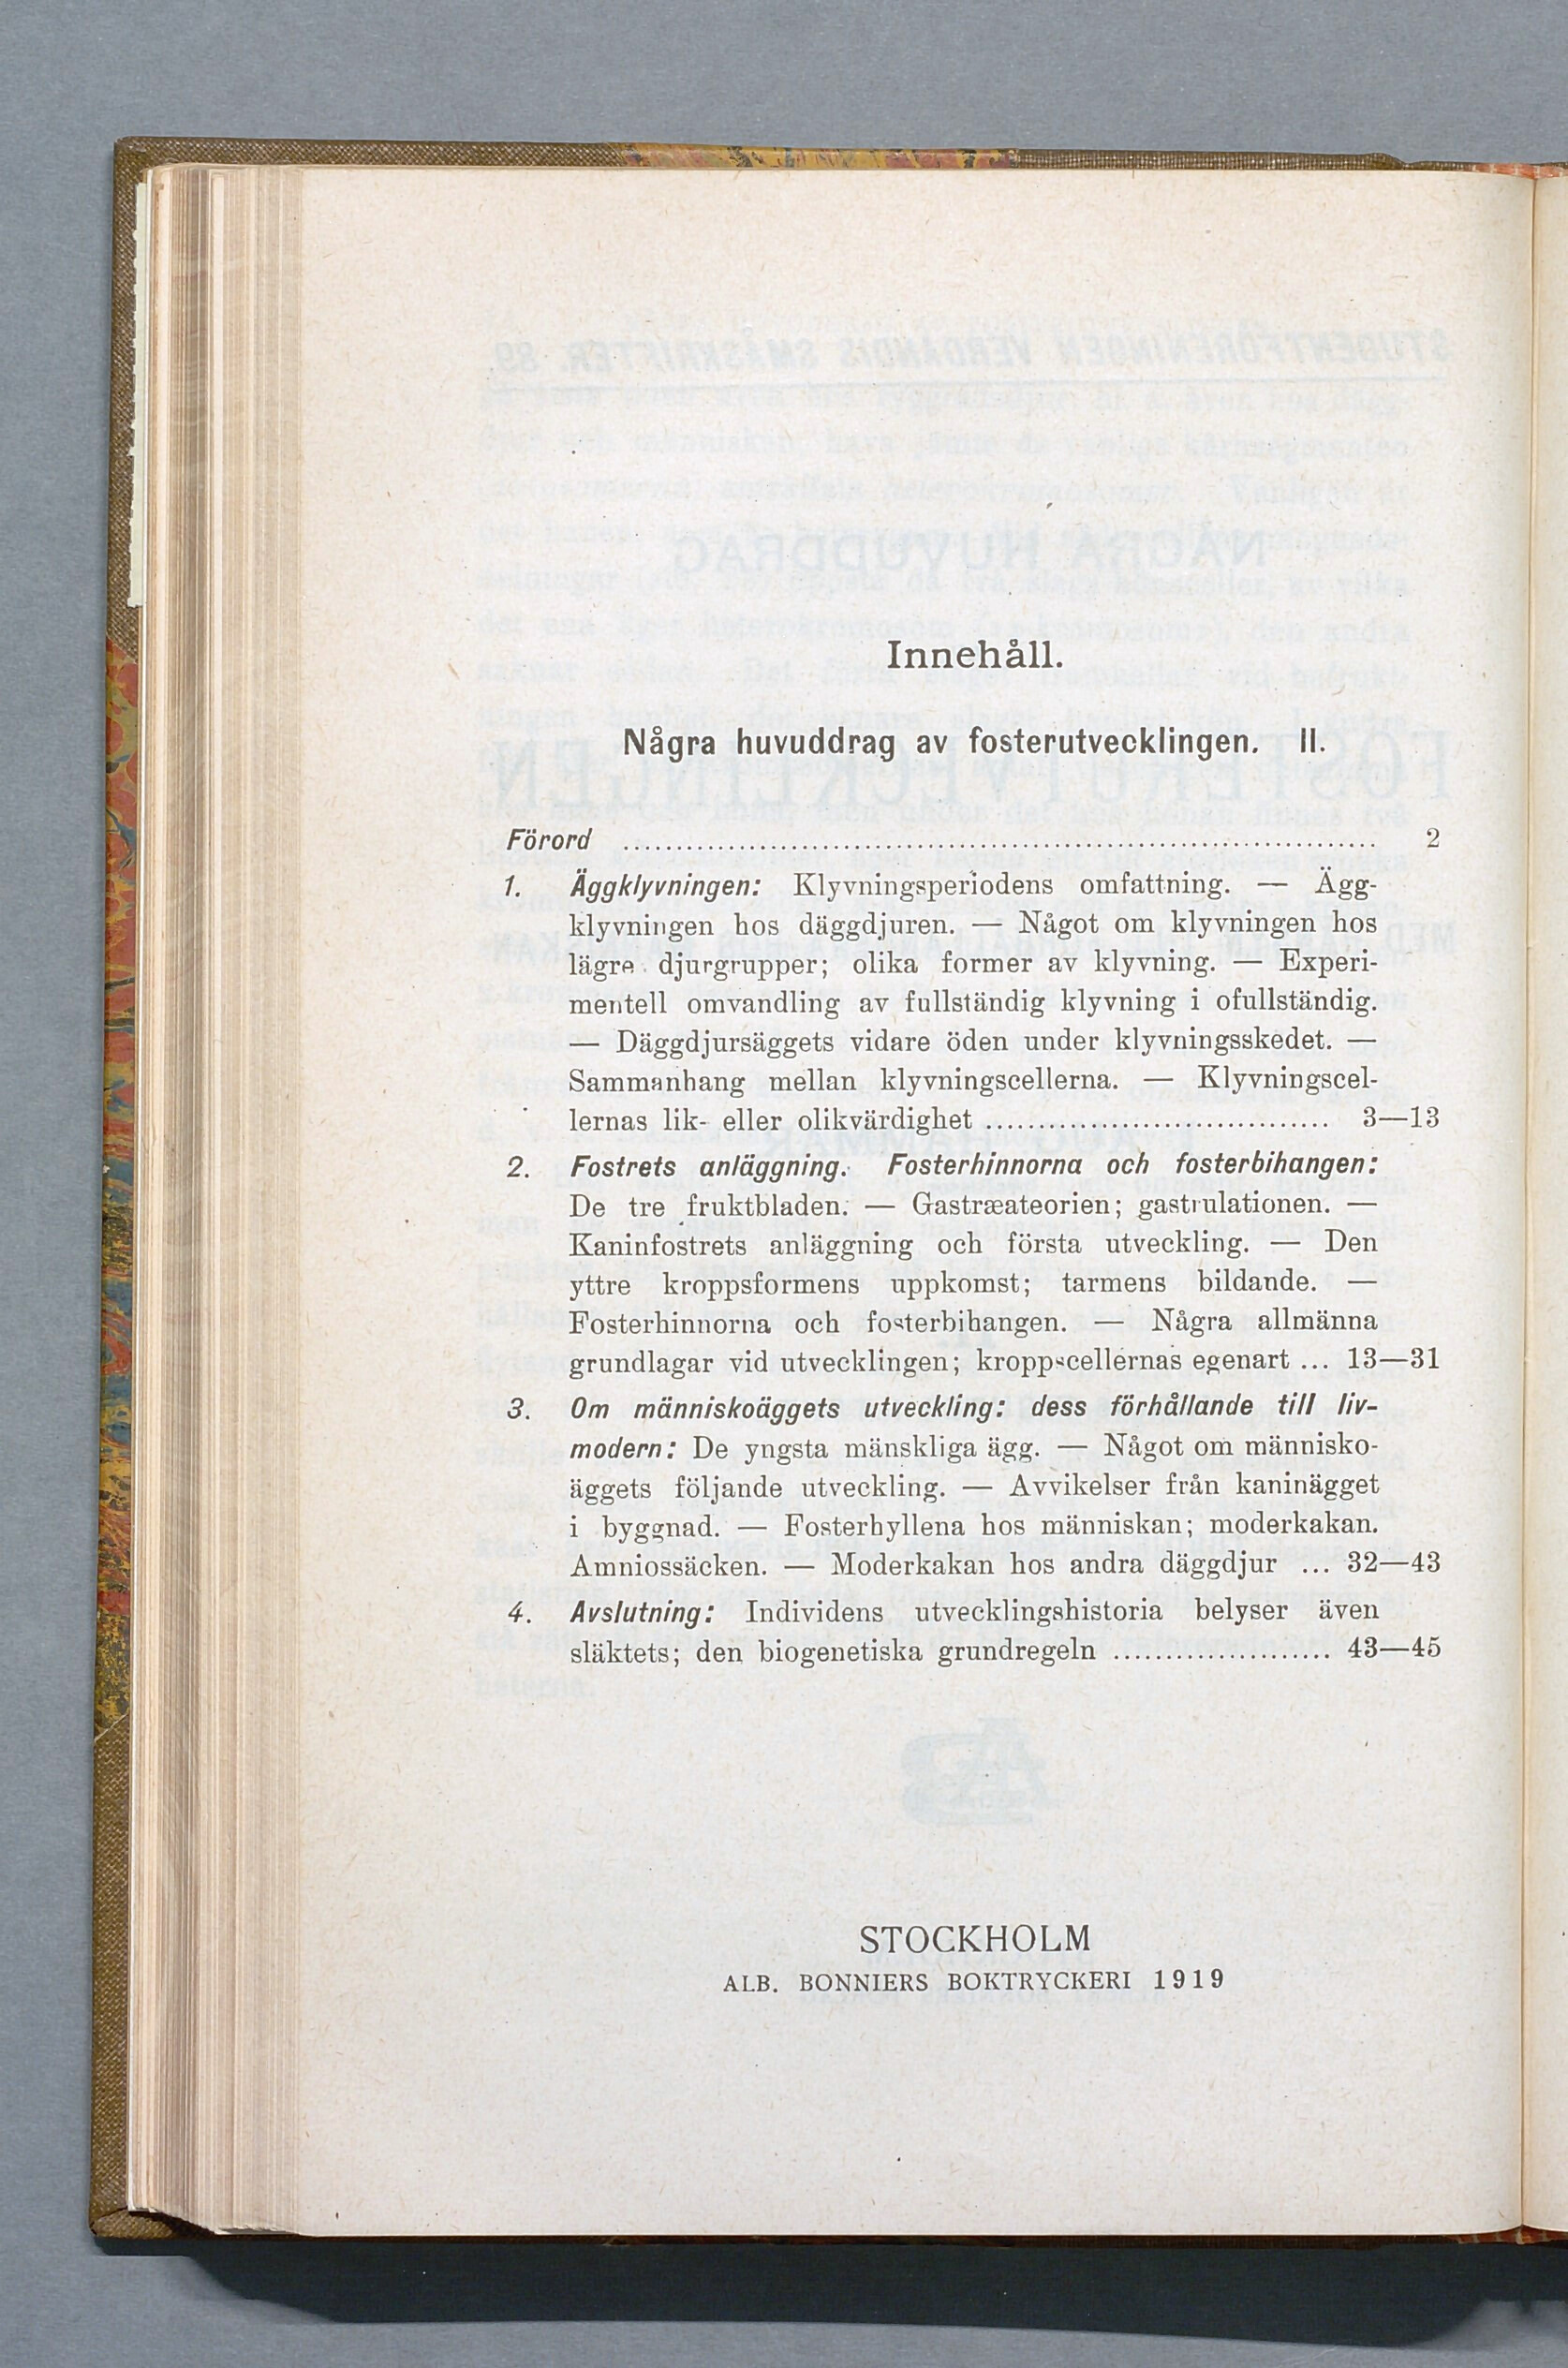 Innehåll.
Några huvuddrag av fosterutvecklingen. II.
Förord ........................................................................ 2
1. Äggklyvningen: Klyvningsperiodens omfattning. — Ägg-
klyvningen hos däggdjuren. — Något om klyvningen hos
lägre djurgrupper; olika former av klyvning. — Experi-
mentell omvandling av fullständig klyvning i ofullständig.
— Däggdjursäggets vidare öden under klyvningsskedet. —
Sammanhang mellan klyvningscellerna. — Klyvningscel-
lernas lik- eller olikvärdighet ................................. 3—13
2. Fostrets anläggning. Fosterhinnorna och fosterbihangen:
De tre fruktbladen. — Gastræateorien; gastrulationen. —
Kaninfostrets anläggning och första utveckling. — Den
yttre kroppsformens uppkomst; tarmens bildande. —
Fosterhinnorna och fosterbihangen. — Några allmänna
grundlagar vid utvecklingen; kroppscellernas egenart ... 13—31
3. Om människoäggets utveckling: dess förhållande till liv-
modern: De yngsta mänskliga ägg. — Något om människo-
äggets följande utveckling. — Avvikelser från kaninägget
i byggnad. — Fosterhyllena hos människan; moderkakan.
Amniossäcken. — Moderkakan hos andra däggdjur ... 32—43
4. Avslutning: Individens utvecklingshistoria belyser även
släktets; den biogenetiska grundregeln ..................... 43—45
STOCKHOLM
ALB. BONNIERS BOKTRYCKERI 1919